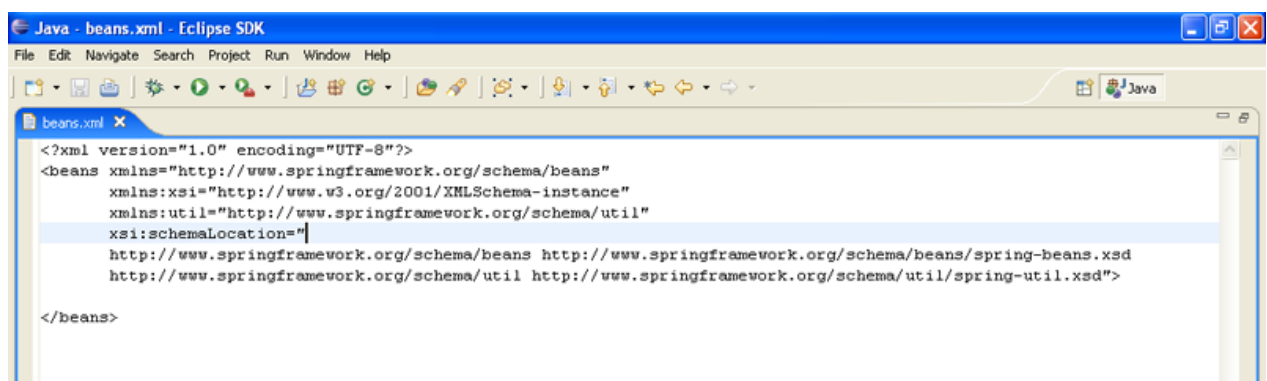 Java - beans.xml - Eclipse SDK
File Edit Navigate Search Project Run Window Help
Java
beans.xml
<?xml version="1.0" encoding="UTF-8"?>
<beans xmlns="http://www.springframework.org/schema/beans"
xmlns:xsi="http://www.w3.org/2001/XMLSchema-instance"
xmlns:util="http://www.springframework.org/schema/util"
xsi:schemaLocation="
http://www.springframework.org/schema/beans http://www.springframework.org/schema/beans/spring-beans.xsd
http://www.springframework.org/schema/util http://www.springframework.org/schema/util/spring-util.xsd">
</beans>